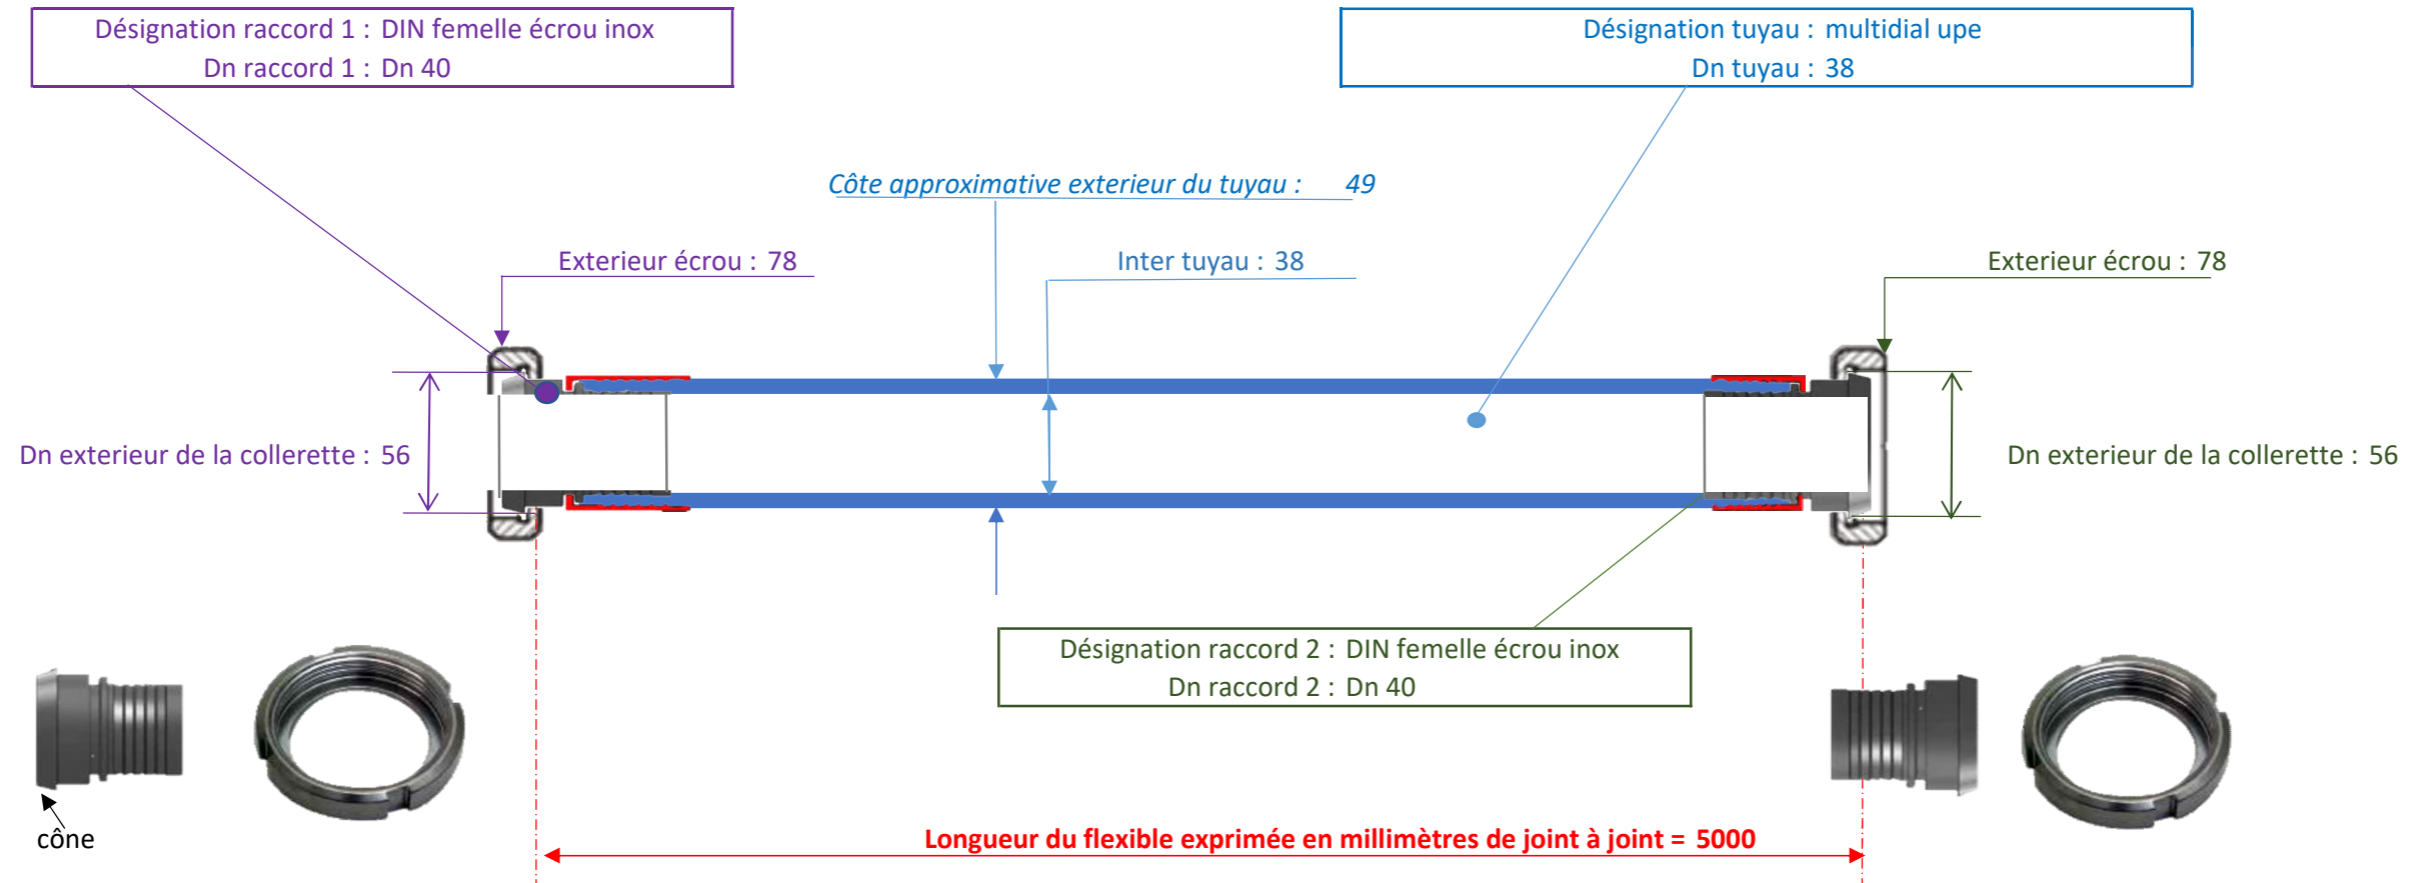 Désignation raccord 1 : DIN femelle écrou inox
Dn raccord 1 : Dn 40
Désignation tuyau : multidial upe
Dn tuyau : 38
Côte approximative exterieur du tuyau : 49
Exterieur écrou : 78
Inter tuyau : 38
Exterieur écrou : 78
Dn exterieur de la collerette : 56
Dn exterieur de la collerette : 56
Désignation raccord 2 : DIN femelle écrou inox
Dn raccord 2 : Dn 40
cône
Longueur du flexible exprimée en millimètres de joint à joint = 5000